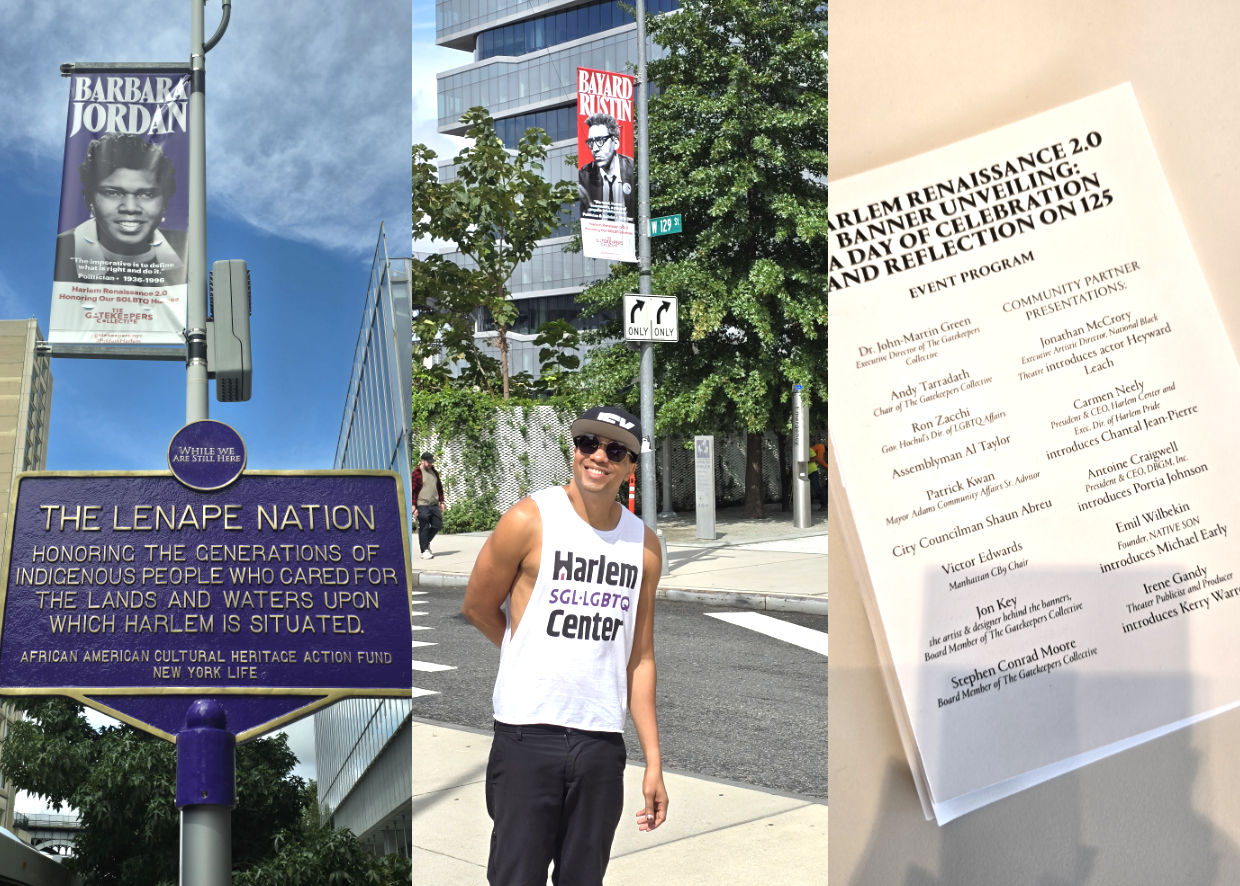 BARBARA
JORDAN
"The imperative is to define
what is right and do it."
Politician • 1936-1996
Harlem Renaissance 2.0
Honoring Our SGLBTQ
THE
GATEKEEPERS
COLLECTIVE
WHILE WE
ARE STILL HERE
THE LENAPE NATION
HONORING THE GENERATIONS OF
INDIGENOUS PEOPLE WHO CARED FOR
THE LANDS AND WATERS UPON
WHICH HARLEM IS SITUATED.
AFRICAN AMERICAN CULTURAL HERITAGE ACTION FUND
NEW YORK LIFE
BAYARD
RUSTIN
Harlem Renaissance 2.0
THE
GATEKEEPERS
COLLECTIVE
W 129 ST
ONLY ONLY
Harlem
SGL·LGBTQ
Center
ARLEM RENAISSANCE 2.0
BANNER UNVEILING:
A DAY OF CELEBRATION
AND REFLECTION ON 125
EVENT PROGRAM
Dr. John-Martin Green
Executive Director of The Gatekeepers
Collective
Andy Tarradath
Chair of The Gatekeepers Collective
Ron Zacchi
Gov. Hochul's Dir. of LGBTQ Affairs
Assemblyman Al Taylor
Patrick Kwan
Mayor Adams Community Affairs Sr. Advisor
City Councilman Shaun Abreu
Victor Edwards
Manhattan CB9 Chair
Jon Key
the artist & designer behind the banners,
Board Member of The Gatekeepers Collective
Stephen Conrad Moore
Board Member of The Gatekeepers Collective
COMMUNITY PARTNER
PRESENTATIONS:
Jonathan McCrory
Executive Artistic Director, National Black
Theatre introduces actor Heyward
Leach
Carmen Neely
President & CEO, Harlem Center and
Exec. Dir. of Harlem Pride
introduces Chantal Jean-Pierre
Antoine Craigwell
President & CEO, DBGM, Inc.
introduces Portia Johnson
Emil Wilbekin
Founder, NATIVE SON
introduces Michael Early
Irene Gandy
Theater Publicist and Producer
introduces Kerry Warr